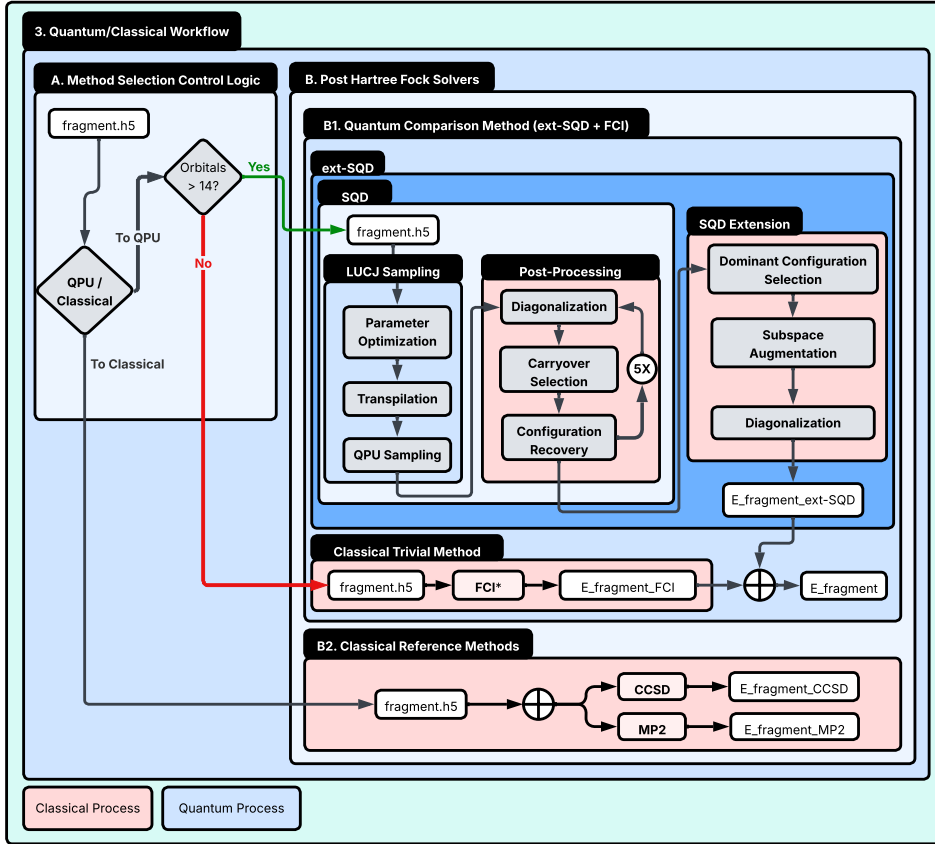 3. Quantum/Classical Workflow
A. Method Selection Control Logic
fragment.h5
Orbitals
> 14?
Yes
To QPU
No
QPU /
Classical
To Classical
B. Post Hartree Fock Solvers
B1. Quantum Comparison Method (ext-SQD + FCI)
ext-SQD
SQD
fragment.h5
LUCJ Sampling
Parameter
Optimization
Transpilation
QPU Sampling
Post-Processing
Diagonalization
Carryover
Selection
5X
Configuration
Recovery
SQD Extension
Dominant Configuration
Selection
Subspace
Augmentation
Diagonalization
E_fragment_ext-SQD
Classical Trivial Method
fragment.h5
FCI*
E_fragment_FCI
E_fragment
B2. Classical Reference Methods
fragment.h5
CCSD
E_fragment_CCSD
MP2
E_fragment_MP2
Classical Process
Quantum Process